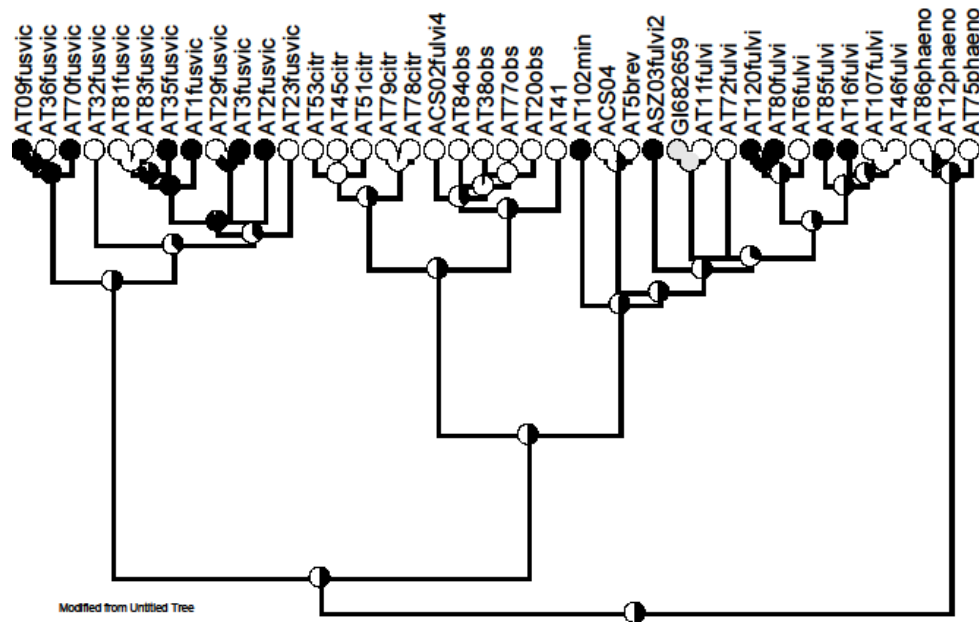 AT09fusvic
AT36fusvic
AT70fusvic
AT32fusvic
AT81fusvic
AT83fusvic
AT35fusvic
AT1fusvic
AT29fusvic
AT3fusvic
AT2fusvic
AT23fusvic
AT53citr
AT45citr
AT51citr
AT79citr
AT78citr
ACS02fulvi4
AT84obs
AT38obs
AT77obs
AT20obs
AT41
AT102min
ACS04
AT5brev
ASZ03fulvi2
GI682659
AT11fulvi
AT72fulvi
AT120fulvi
AT80fulvi
AT6fulvi
AT85fulvi
AT16fulvi
AT107fulvi
AT46fulvi
AT86phaeno
AT12phaeno
AT75phaeno
Modified from Untitled Tree